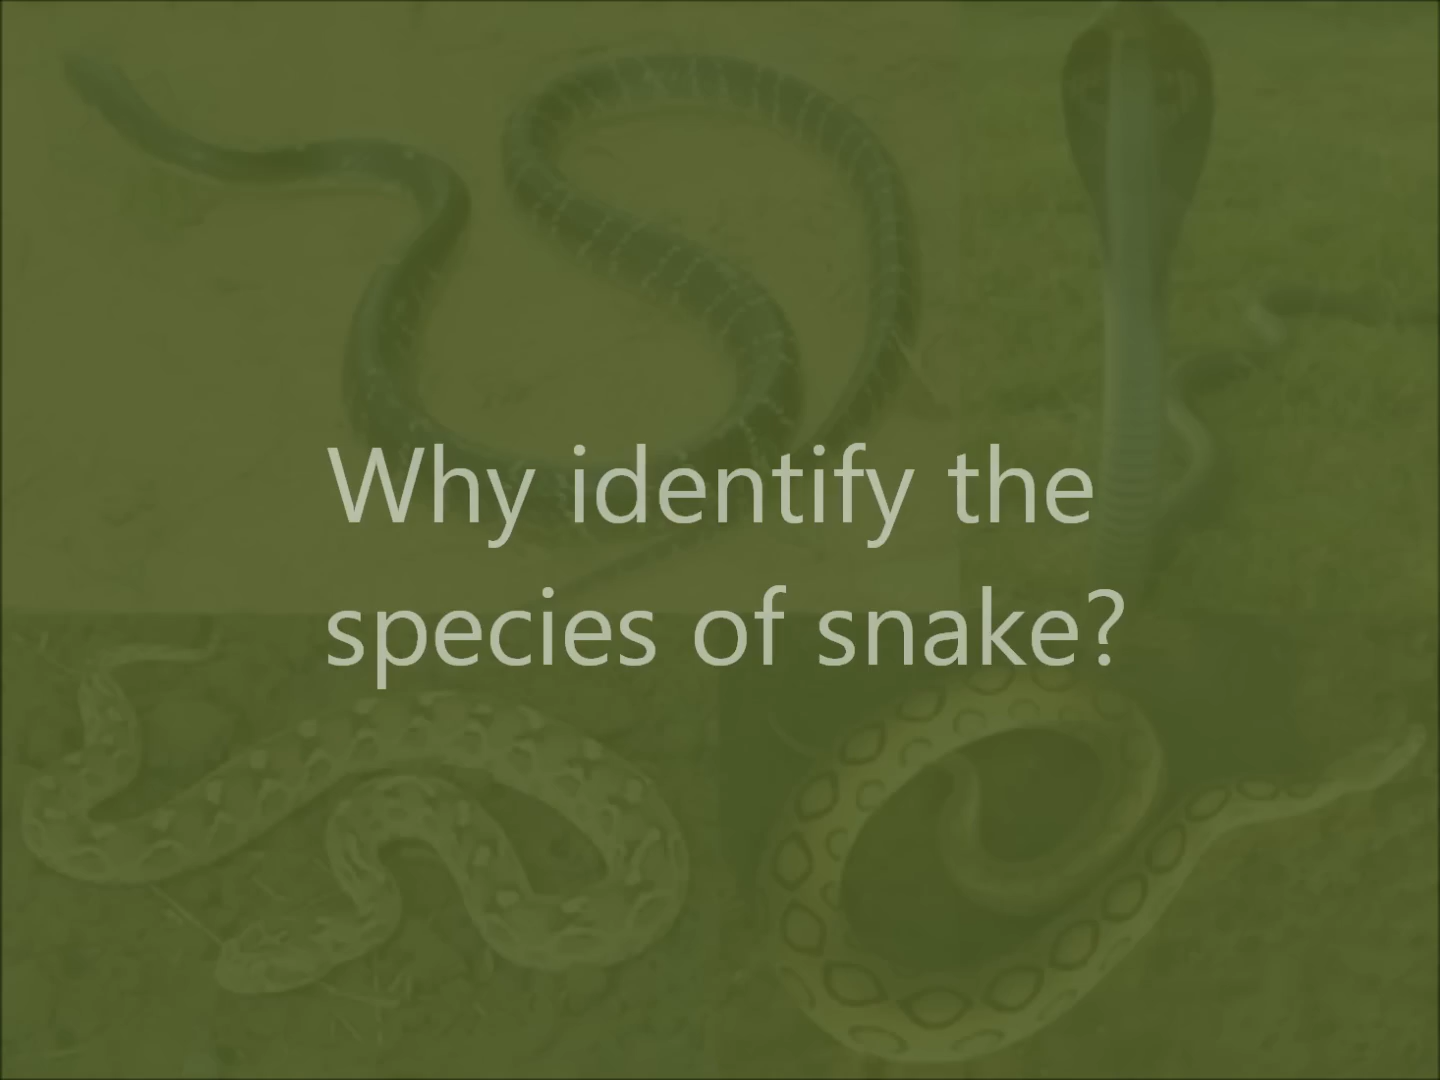 Why identify the
species of snake?